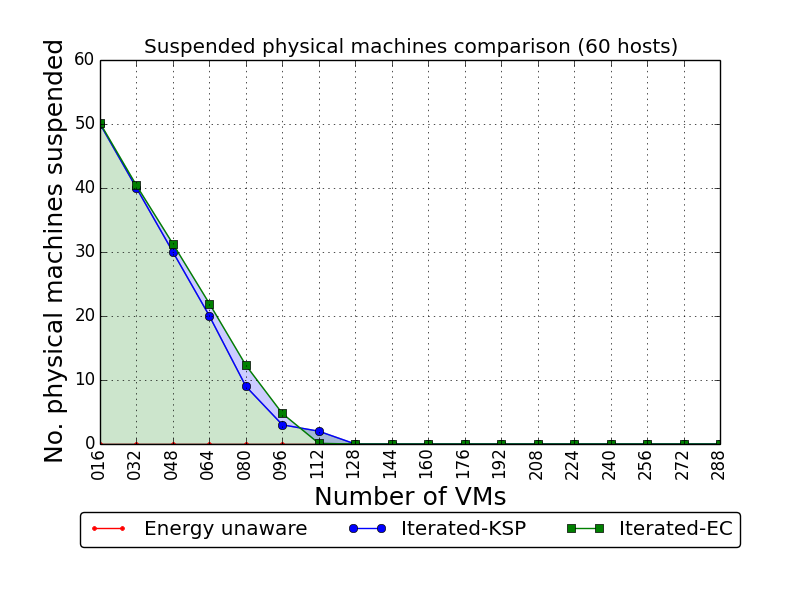 Suspended physical machines comparison (60 hosts)
No. physical machines suspended
60
50
40
30
20
10
0
016 032 048 064 080 096 112 128 144 160 176 192 208 224 240 256 272 288
Number of VMs
Energy unaware Iterated-KSP Iterated-EC